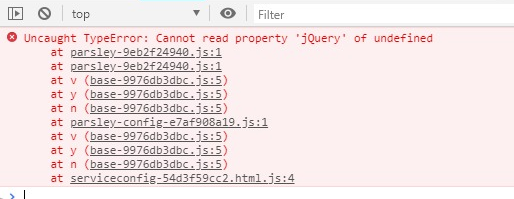 top
Filter
Uncaught TypeError: Cannot read property 'jQuery' of undefined
at parsley-9eb2f24940.js:1
at parsley-9eb2f24940.js:1
at v (base-9976db3dbc.js:5)
at y (base-9976db3dbc.js:5)
at n (base-9976db3dbc.js:5)
at parsley-config-e7af908a19.js:1
at v (base-9976db3dbc.js:5)
at y (base-9976db3dbc.js:5)
at n (base-9976db3dbc.js:5)
at serviceconfig-54d3f59cc2.html.js:4